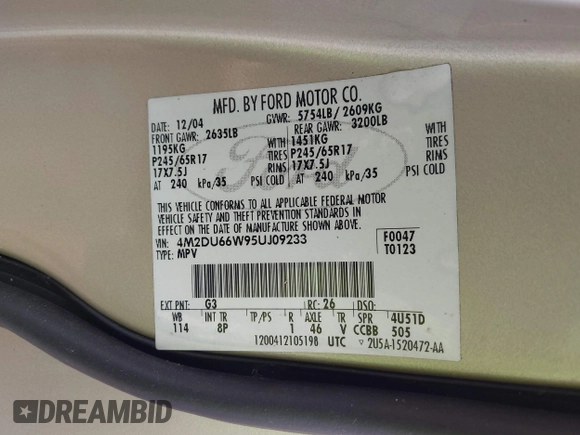 MFD. BY FORD MOTOR CO.
DATE: 12/04 GVWR: 5754LB / 2609KG
FRONT GAWR: 2635LB REAR GAWR: 3200LB
1195KG WITH 1451KG WITH
P245/65R17 TIRES P245/65R17 TIRES
17X7.5J RIMS 17X7.5J RIMS
AT 240 kPa/35 PSI COLD AT 240 kPa/35 PSI COLD
Ford
THIS VEHICLE CONFORMS TO ALL APPLICABLE FEDERAL MOTOR
VEHICLE SAFETY AND THEFT PREVENTION STANDARDS IN
EFFECT ON THE DATE OF MANUFACTURE SHOWN ABOVE.
VIN: 4M2DU66W95UJ09233 F0047
TYPE: MPV T0123
EXT PNT: G3 RC: 26 DSO:
WB INT TR TP/PS R AXLE TR SPR 4U51D
114 8P 1 46 V CCBB 505
1200412105198 UTC ▽ 2U5A-1520472-AA
DREAMBID